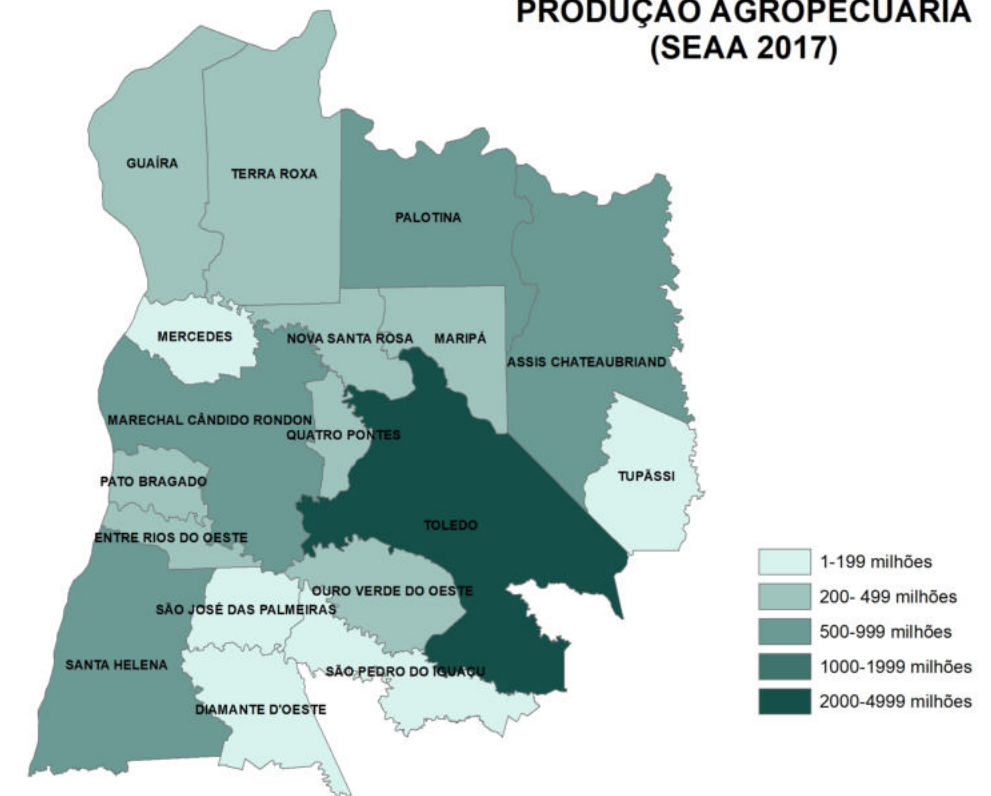 PRODUÇÃO AGROPECUÁRIA
(SEAA 2017)
GUAÍRA
TERRA ROXA
PALOTINA
MERCEDES
NOVA SANTA ROSA
MARIPÁ
ASSIS CHATEAUBRIAND
MARECHAL CÂNDIDO RONDON
QUATRO PONTES
PATO BRAGADO
TUPÃSSI
TOLEDO
ENTRE RIOS DO OESTE
OURO VERDE DO OESTE
SÃO JOSÉ DAS PALMEIRAS
SANTA HELENA
SÃO PEDRO DO IGUAÇU
DIAMANTE D'OESTE
1-199 milhões
200- 499 milhões
500-999 milhões
1000-1999 milhões
2000-4999 milhões